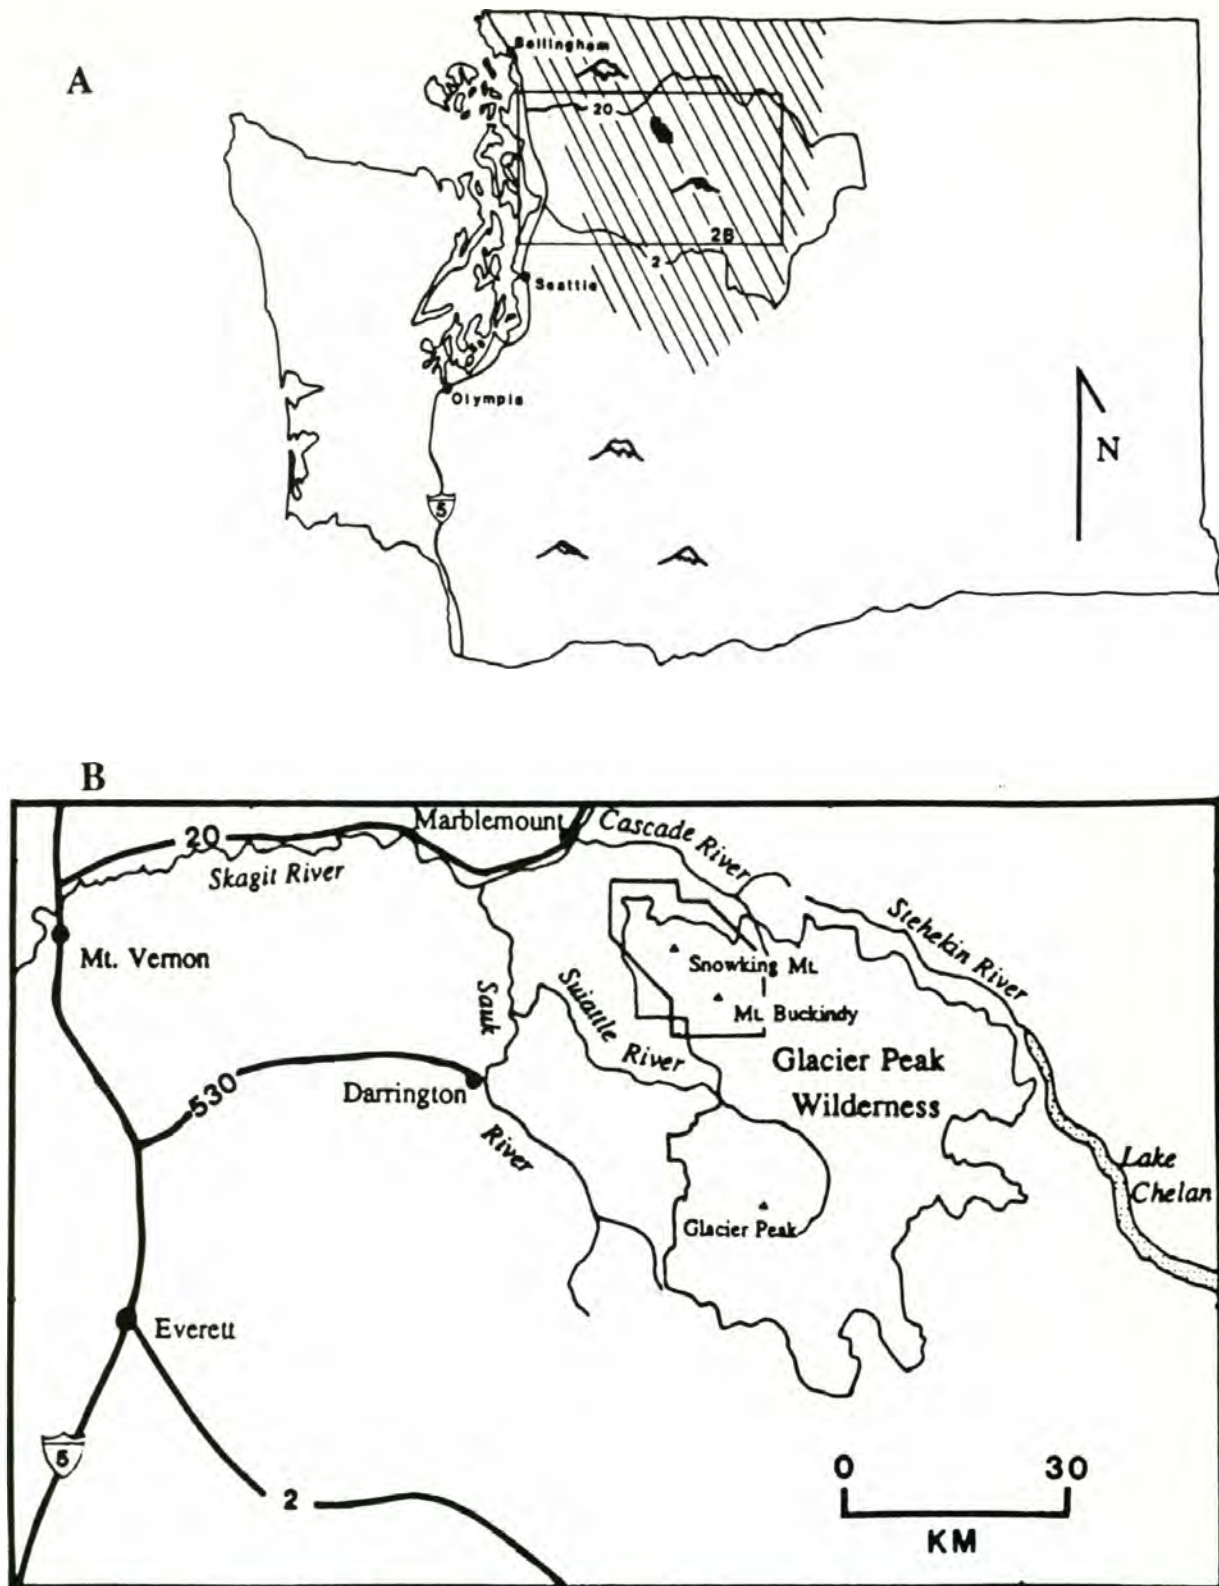 A
Bellingham
20
2B
2
Seattle
Olympia
5
N
B
20
Marblemount
Cascade River
Skagit River
Stehekin River
Mt. Vernon
Snowking Mt.
Sauk
Suiattle River
Mt. Buckindy
Glacier Peak
Wilderness
530
Darrington
River
Lake
Chelan
Glacier Peak
Everett
5
2
0 30
KM